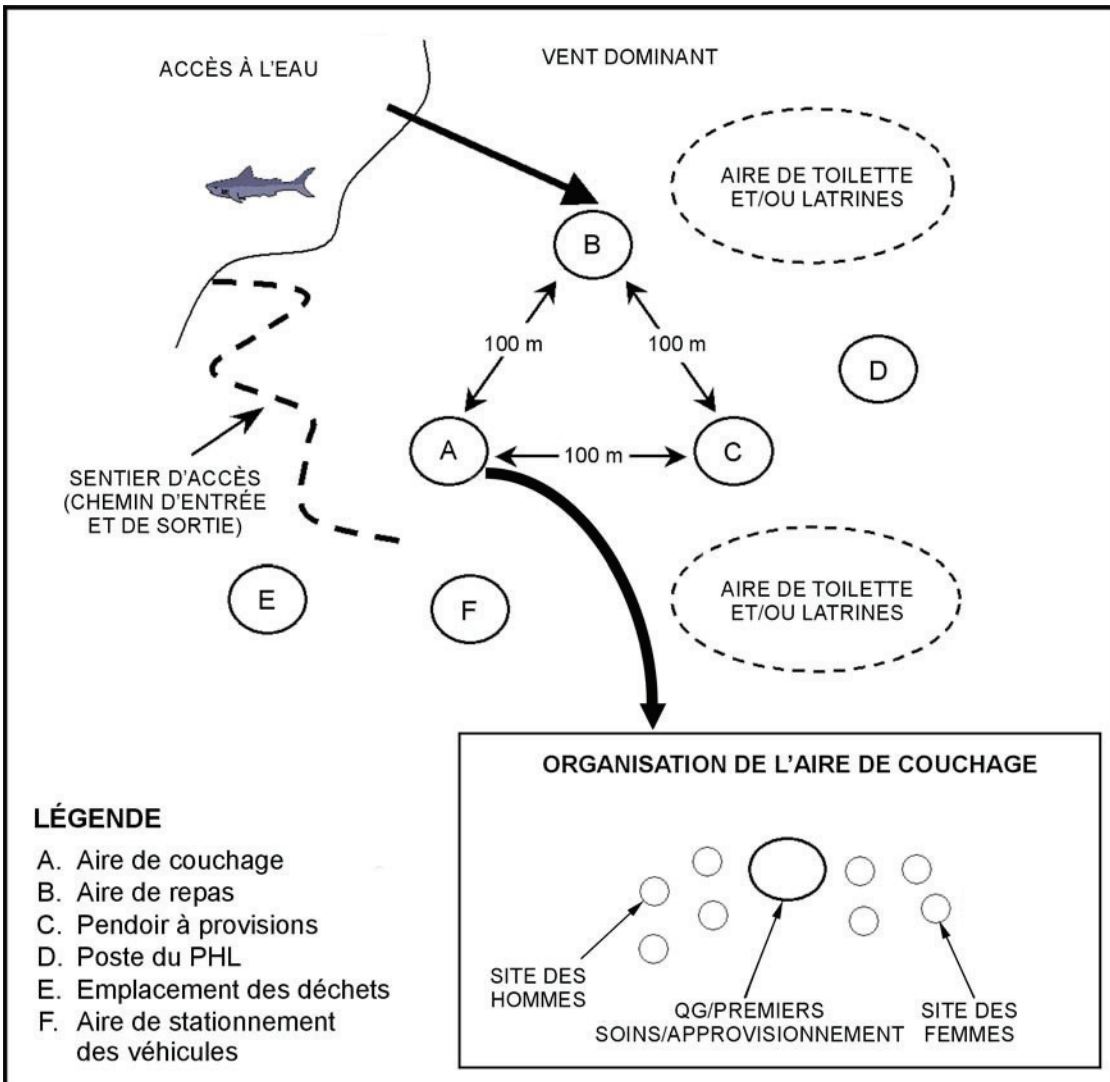 ACCÈS À L'EAU
VENT DOMINANT
AIRE DE TOILETTE
ET/OU LATRINES
B
100 m
100 m
D
A
100 m
C
SENTIER D'ACCÈS
(CHEMIN D'ENTRÉE
ET DE SORTIE)
E
F
AIRE DE TOILETTE
ET/OU LATRINES
ORGANISATION DE L'AIRE DE COUCHAGE
SITE DES
HOMMES
QG/PREMIERS
SOINS/APPROVISIONNEMENT
SITE DES
FEMMES
LÉGENDE
A. Aire de couchage
B. Aire de repas
C. Pendoir à provisions
D. Poste du PHL
E. Emplacement des déchets
F. Aire de stationnement
des véhicules